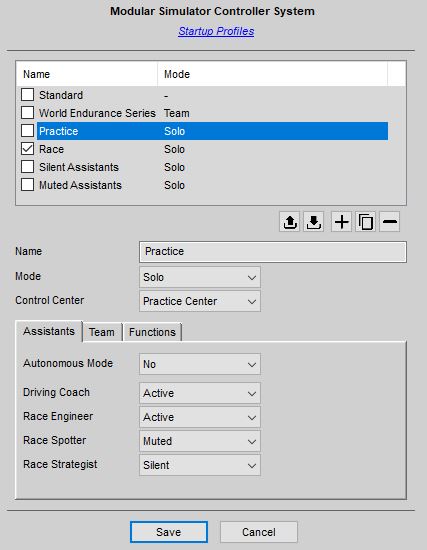 Modular Simulator Controller System
Startup Profiles
Name Mode
Standard -
World Endurance Series Team
Practice Solo
Race Solo
Silent Assistants Solo
Muted Assistants Solo
Name Practice
Mode Solo
Control Center Practice Center
Assistants Team Functions
Autonomous Mode No
Driving Coach Active
Race Engineer Active
Race Spotter Muted
Race Strategist Silent
Save Cancel